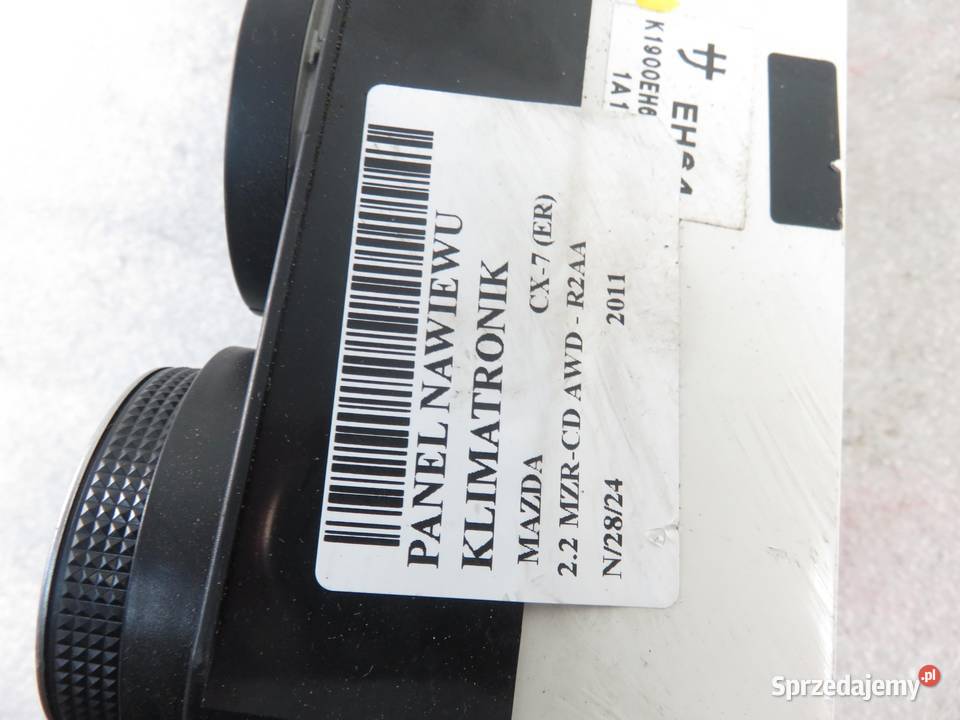 PANEL NAWIEWU
KLIMATRONIK
MAZDA CX-7 (ER)
2.2 MZR-CD AWD - R2AA
N/28/24 2011
サ
K1900EH6
1A1
Sprzedajemy.pl